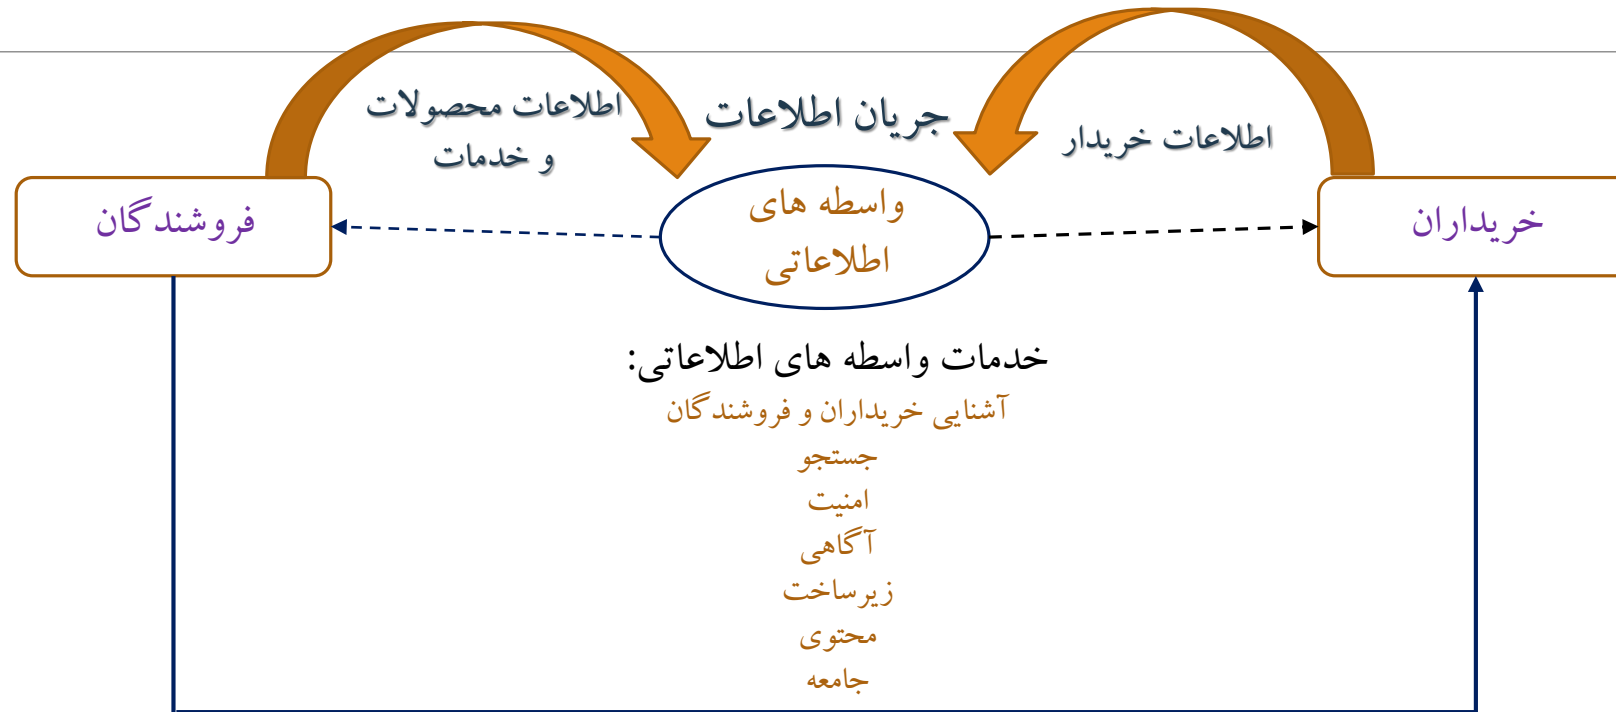 جریان اطلاعات
اطلاعات خریدار
اطلاعات محصولات
و خدمات
خریداران
واسطه های
اطلاعاتی
فروشندگان
خدمات واسطه های اطلاعاتی:
آشنایی خریداران و فروشندگان
جستجو
امنیت
آگاهی
زیرساخت
محتوی
جامعه